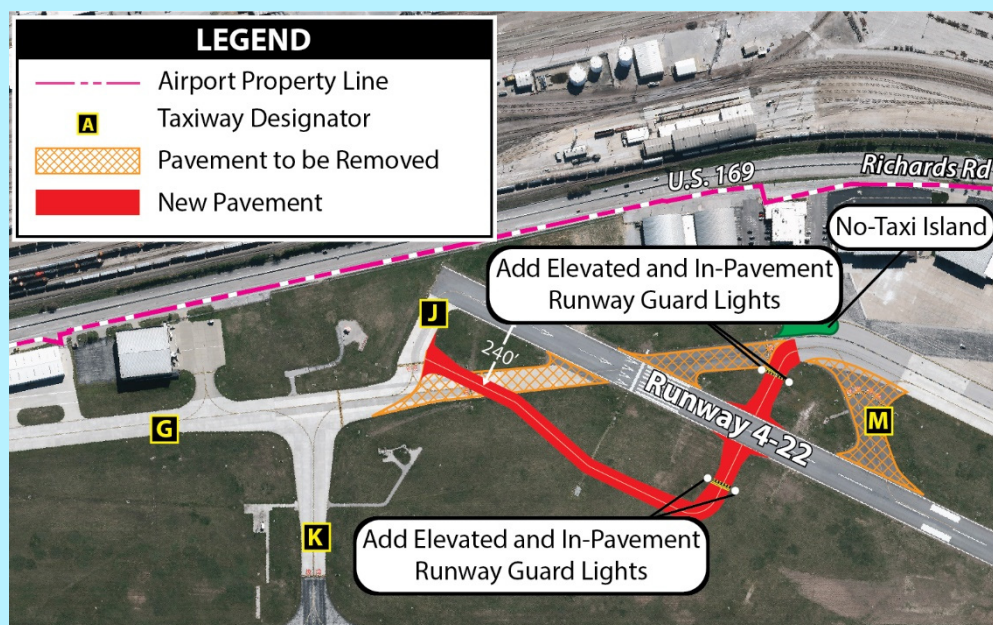 LEGEND
Airport Property Line
A
Taxiway Designator
Pavement to be Removed
New Pavement
U.S. 169
Richards Rd
No-Taxi Island
Add Elevated and In-Pavement
Runway Guard Lights
J
240'
Runway 4-22
G
M
K
Add Elevated and In-Pavement
Runway Guard Lights